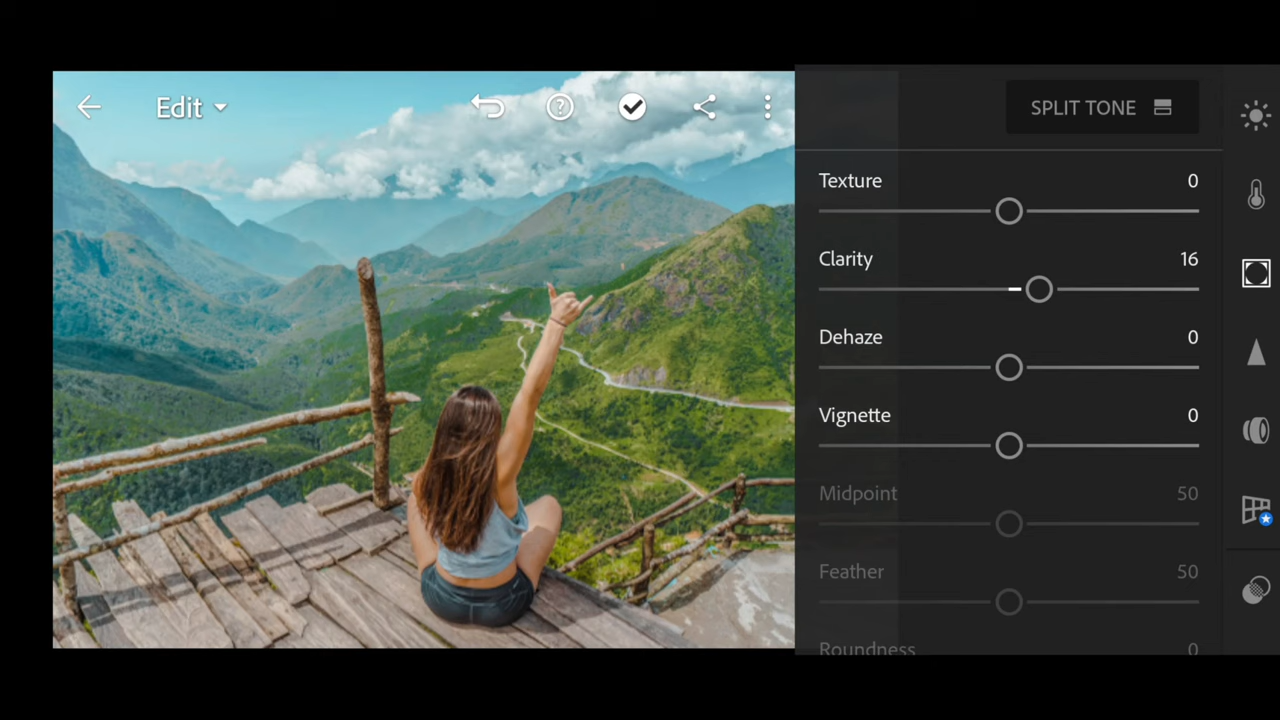 Edit
SPLIT TONE
Texture 0
Clarity 16
Dehaze 0
Vignette 0
Midpoint 50
Feather 50
Roundness 0